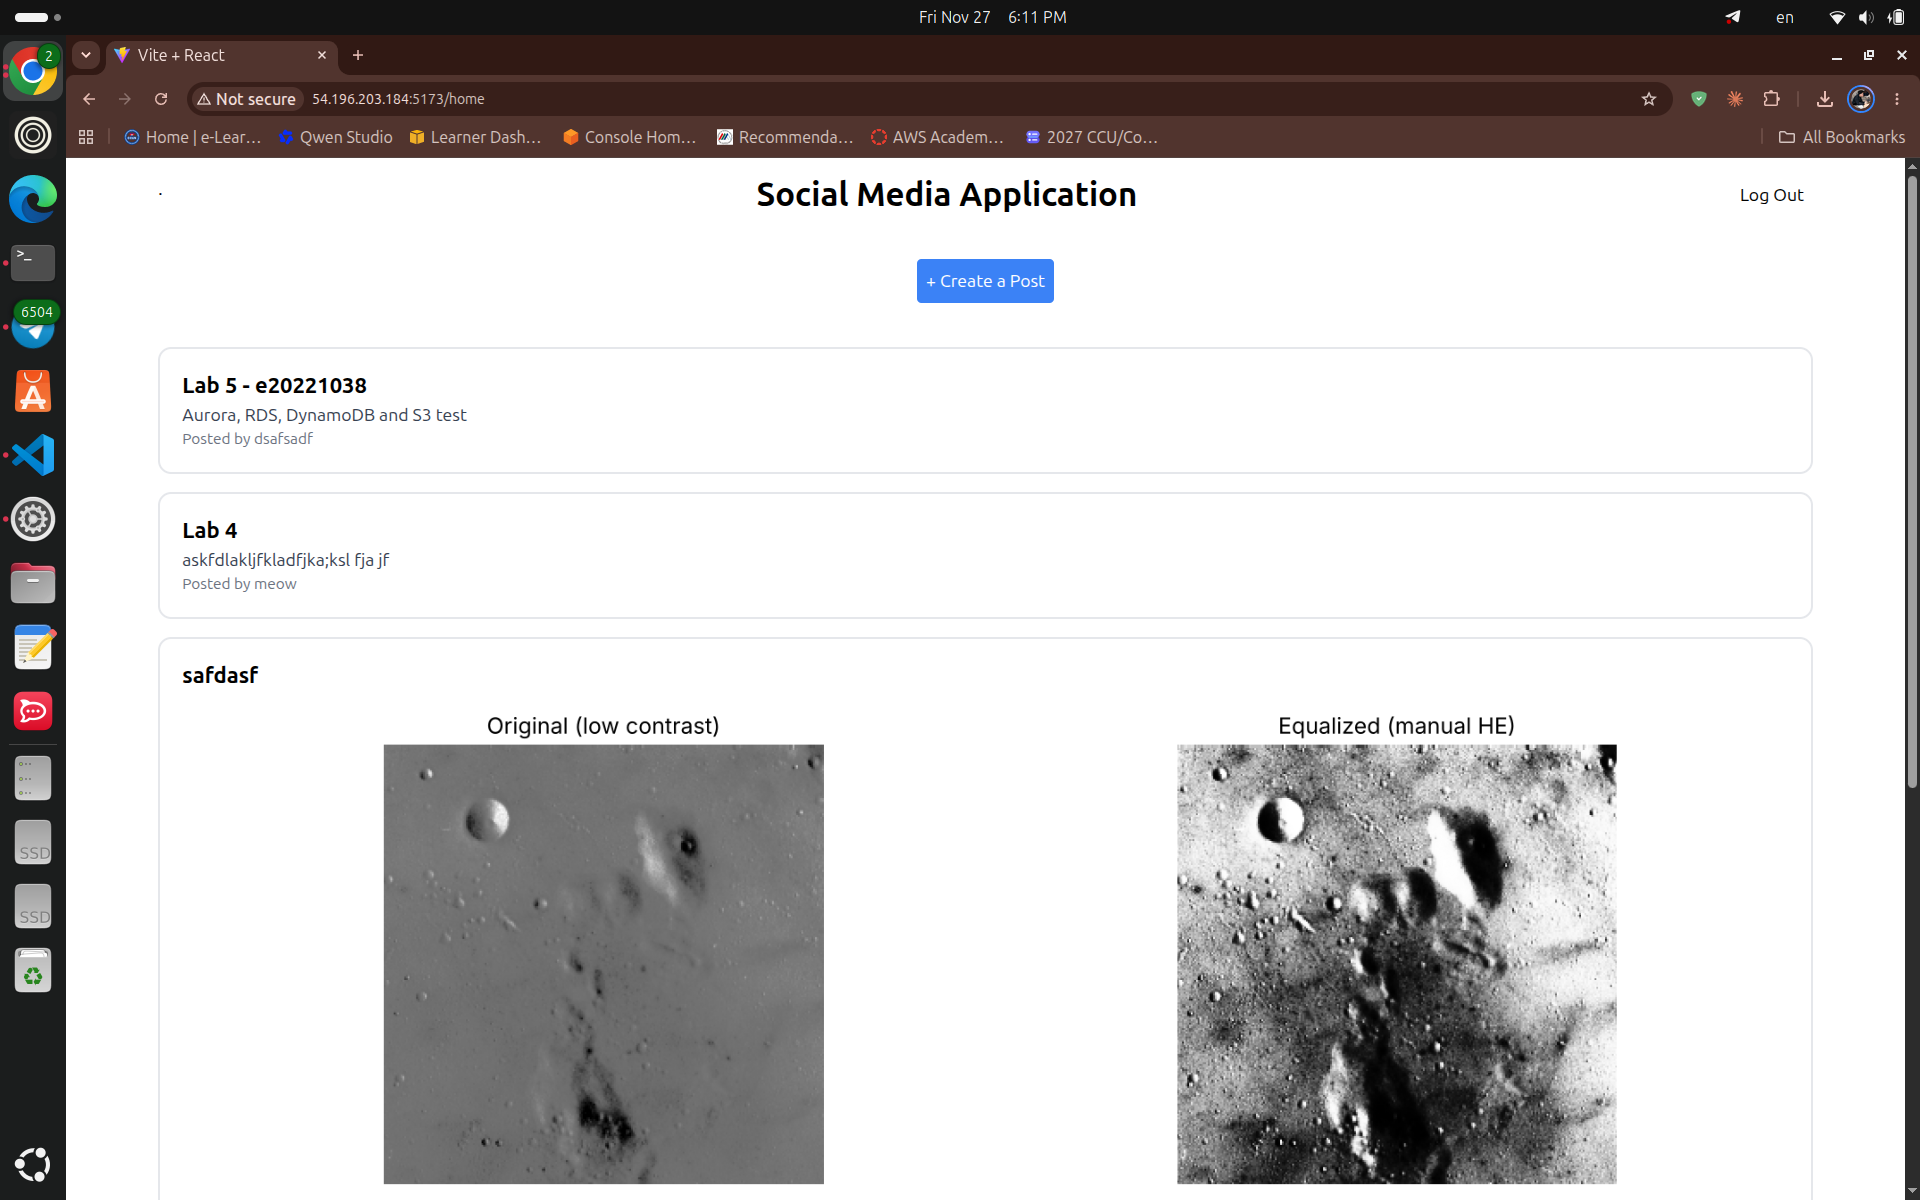 Fri Nov 27 6:11 PM
en
2
Vite + React
Not secure 54.196.203.184:5173/home
Home | e-Lear...
Qwen Studio
Learner Dash...
Console Hom...
Recommenda...
AWS Academ...
2027 CCU/Co...
All Bookmarks
.
Social Media Application
Log Out
+ Create a Post
6504
Lab 5 - e20221038
Aurora, RDS, DynamoDB and S3 test
Posted by dsafsadf
Lab 4
askfdlakljfkladfjka;ksl fja jf
Posted by meow
safdasf
Original (low contrast)
Equalized (manual HE)
SSD
SSD